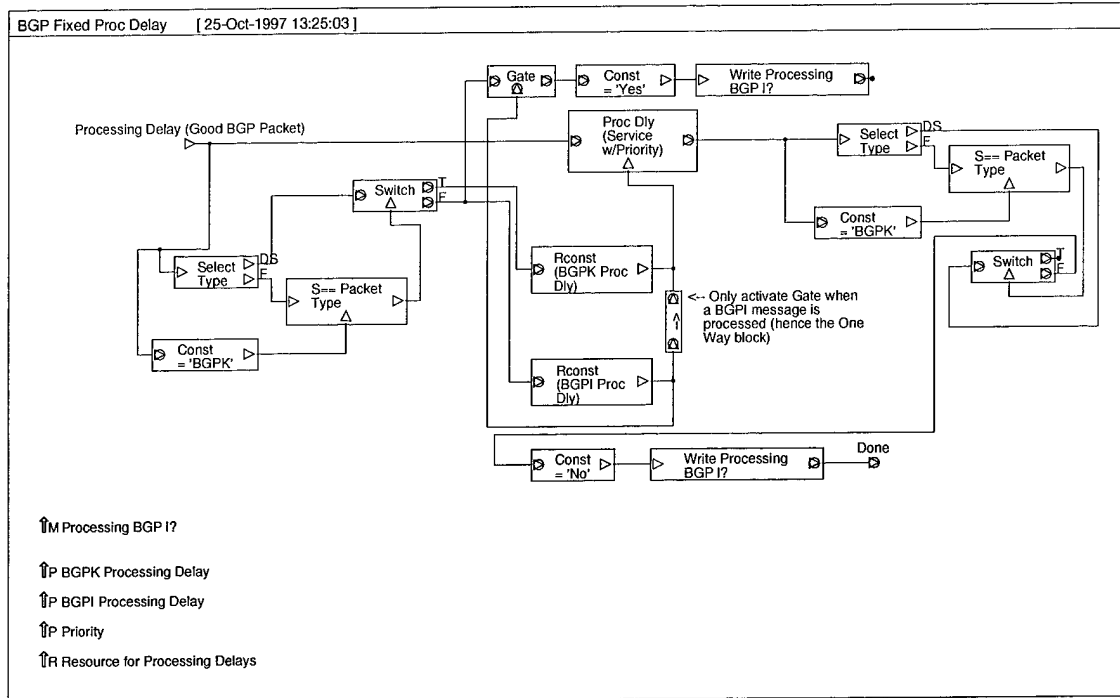 BGP Fixed Proc Delay [ 25-Oct-1997 13:25:03 ]
Gate
Const
= 'Yes'
Write Processing
BGP I?
Processing Delay (Good BGP Packet)
Proc Dly
(Service
w/Priority)
Select
Type
DS
F
S== Packet
Type
Switch
T
F
Const
= 'BGPK'
Select
Type
DS
F
S== Packet
Type
Rconst
(BGPK Proc
Dly)
Switch
T
F
<-- Only activate Gate when
a BGPI message is
processed (hence the One
Way block)
^
|
Const
= 'BGPK'
Rconst
(BGPI Proc
Dly)
Const
= 'No'
Write Processing
BGP I?
Done
⇑M Processing BGP I?
⇑P BGPK Processing Delay
⇑P BGPI Processing Delay
⇑P Priority
⇑R Resource for Processing Delays